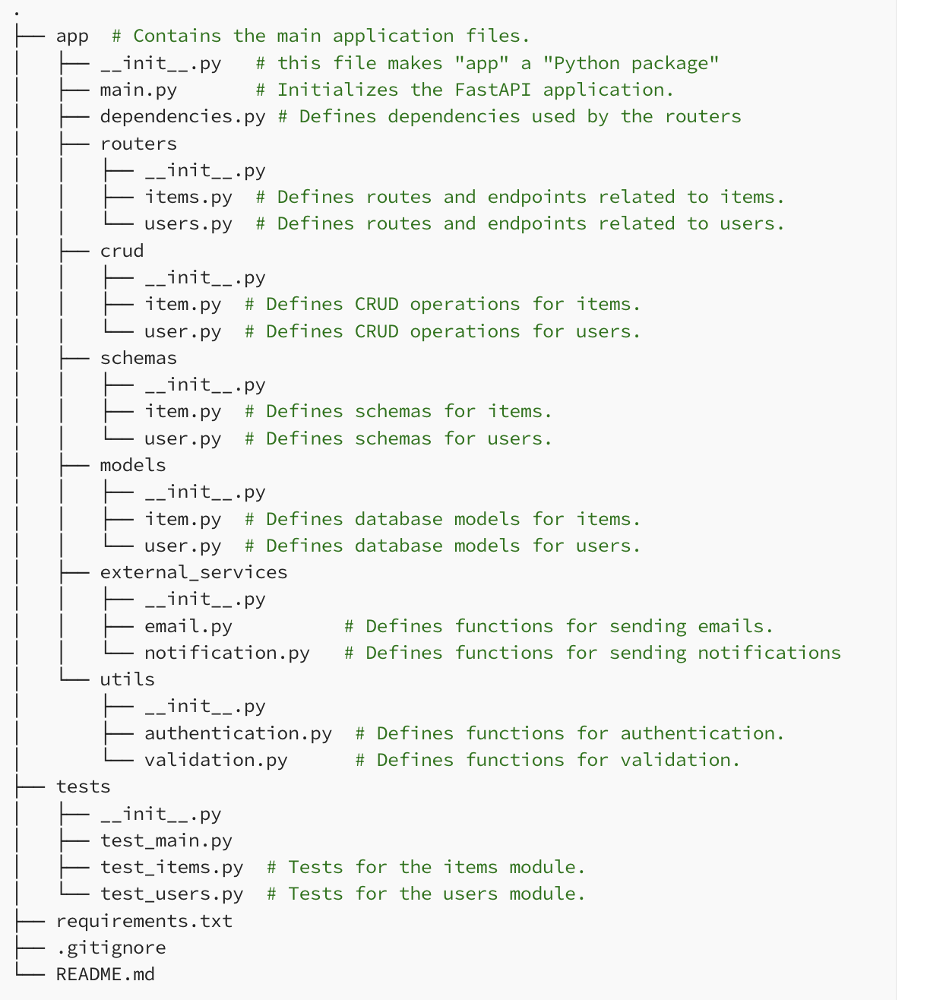 .
├── app  # Contains the main application files.
│   ├── __init__.py   # this file makes "app" a "Python package"
│   ├── main.py       # Initializes the FastAPI application.
│   ├── dependencies.py # Defines dependencies used by the routers
│   ├── routers
│   │   ├── __init__.py
│   │   ├── items.py  # Defines routes and endpoints related to items.
│   │   └── users.py  # Defines routes and endpoints related to users.
│   ├── crud
│   │   ├── __init__.py
│   │   ├── item.py  # Defines CRUD operations for items.
│   │   └── user.py  # Defines CRUD operations for users.
│   ├── schemas
│   │   ├── __init__.py
│   │   ├── item.py  # Defines schemas for items.
│   │   └── user.py  # Defines schemas for users.
│   ├── models
│   │   ├── __init__.py
│   │   ├── item.py  # Defines database models for items.
│   │   └── user.py  # Defines database models for users.
│   ├── external_services
│   │   ├── __init__.py
│   │   ├── email.py          # Defines functions for sending emails.
│   │   └── notification.py   # Defines functions for sending notifications
│   └── utils
│       ├── __init__.py
│       ├── authentication.py  # Defines functions for authentication.
│       └── validation.py      # Defines functions for validation.
├── tests
│   ├── __init__.py
│   ├── test_main.py
│   ├── test_items.py  # Tests for the items module.
│   └── test_users.py  # Tests for the users module.
├── requirements.txt
├── .gitignore
└── README.md